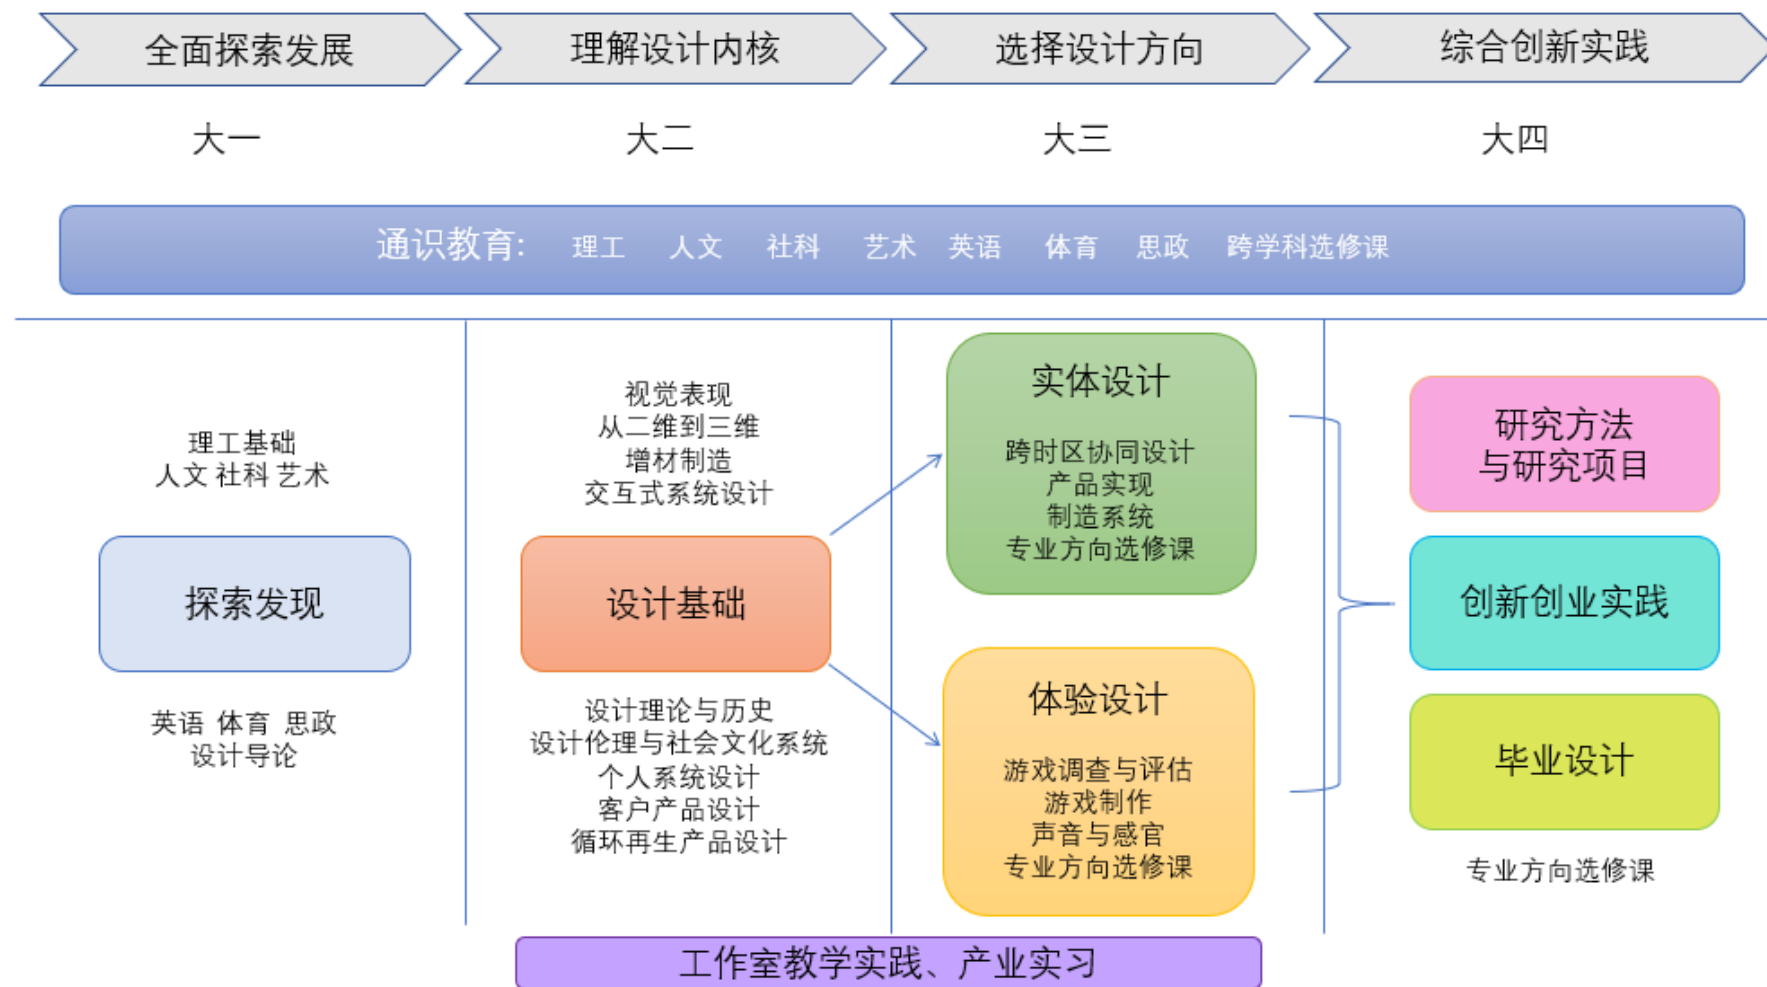 全面探索发展
理解设计内核
选择设计方向
综合创新实践
大一
大二
大三
大四
通识教育: 理工 人文 社科 艺术 英语 体育 思政 跨学科选修课
理工基础
人文 社科 艺术
探索发现
英语 体育 思政
设计导论
视觉表现
从二维到三维
增材制造
交互式系统设计
设计基础
设计理论与历史
设计伦理与社会文化系统
个人系统设计
客户产品设计
循环再生产品设计
实体设计
跨时区协同设计
产品实现
制造系统
专业方向选修课
体验设计
游戏调查与评估
游戏制作
声音与感官
专业方向选修课
研究方法
与研究项目
创新创业实践
毕业设计
专业方向选修课
工作室教学实践、产业实习